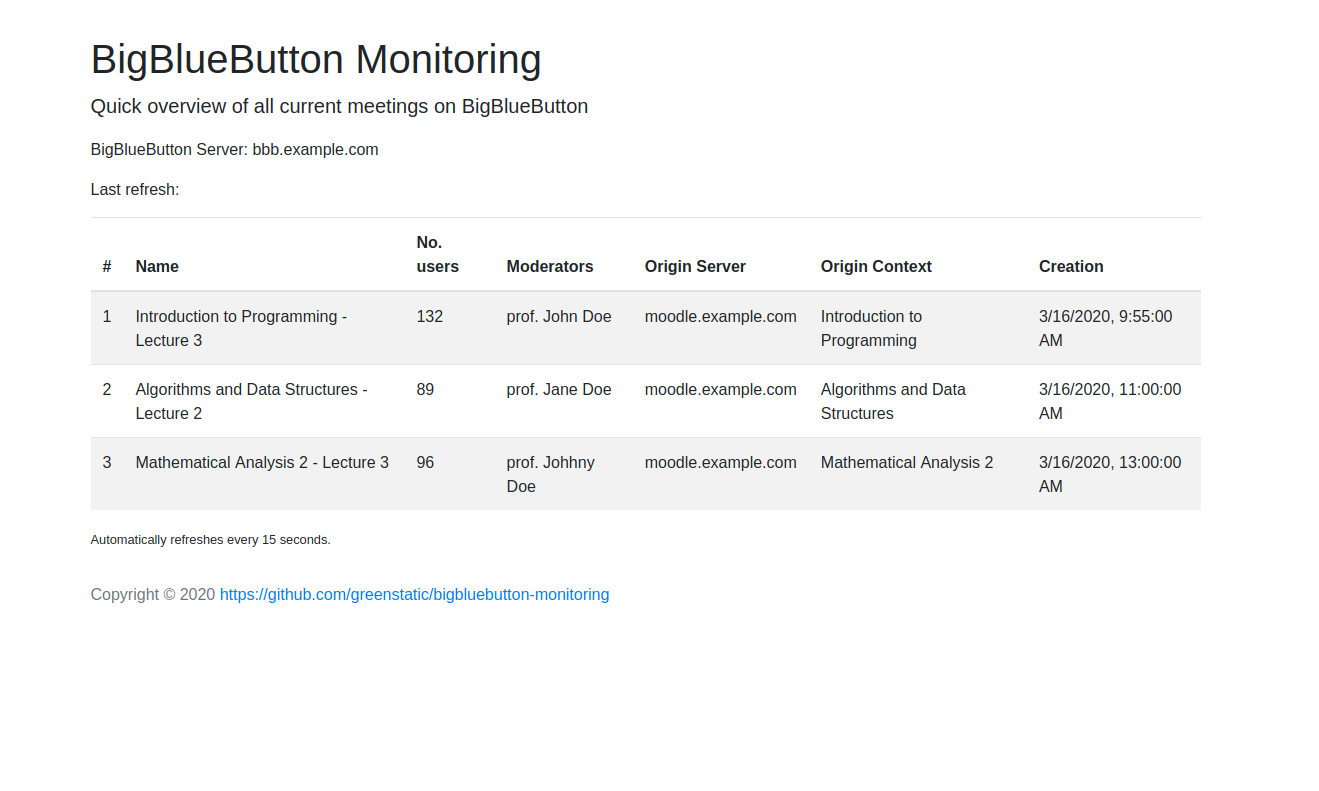 BigBlueButton Monitoring
Quick overview of all current meetings on BigBlueButton
BigBlueButton Server: bbb.example.com
Last refresh:
# Name No. users Moderators Origin Server Origin Context Creation
1 Introduction to Programming - Lecture 3 132 prof. John Doe moodle.example.com Introduction to Programming 3/16/2020, 9:55:00 AM
2 Algorithms and Data Structures - Lecture 2 89 prof. Jane Doe moodle.example.com Algorithms and Data Structures 3/16/2020, 11:00:00 AM
3 Mathematical Analysis 2 - Lecture 3 96 prof. Johhny Doe moodle.example.com Mathematical Analysis 2 3/16/2020, 13:00:00 AM
Automatically refreshes every 15 seconds.
Copyright © 2020 https://github.com/greenstatic/bigbluebutton-monitoring